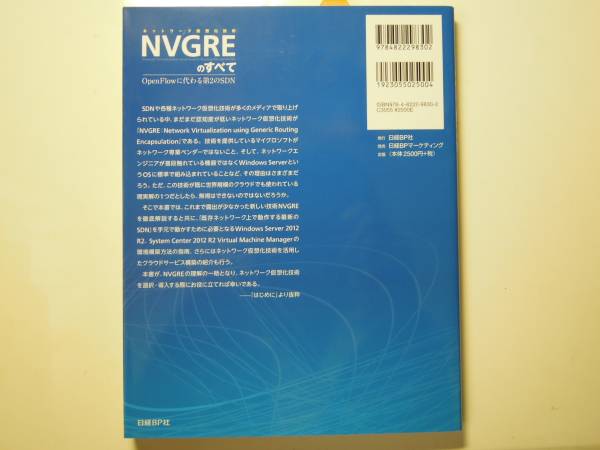 ネットワーク仮想化技術
NVGRE
のすべて
OpenFlowに代わる第2のSDN
SDNや各種ネットワーク仮想化技術が多くのメディアで取り上げ
られている中、まだまだ認知度が低いネットワーク仮想化技術が
「NVGRE：Network Virtualization using Generic Routing
Encapsulation」である。技術を提供しているマイクロソフトが
ネットワーク専業ベンダーではないこと、そして、ネットワークエン
ジニアが普段触れている機器ではなくWindows Serverとい
うOSに標準で組み込まれていることなど、その理由はさまざまだ
ろう。ただ、この技術が既に世界規模のクラウドでも使われている
現実解の1つだとしたら、無視はできないのではないだろうか。
そこで本書では、これまで露出が少なかった新しい技術NVGRE
を徹底解説すると共に、「既存ネットワーク上で動作する最新の
SDN」を手元で動かすために必要となるWindows Server 2012
R2、System Center 2012 R2 Virtual Machine Managerの
環境構築方法の指南、さらにはネットワーク仮想化技術を活用し
たクラウドサービス構築の紹介も行う。
本書が、NVGREの理解の一助となり、ネットワーク仮想化技術
を選択・導入する際にお役に立てれば幸いである。
――「はじめに」より抜粋
9784822298302
1923055025004
ISBN978-4-8222-9830-2
C3055 ¥2500E
発行 日経BP社
発売 日経BPマーケティング
定価（本体2500円+税）
日経BP社